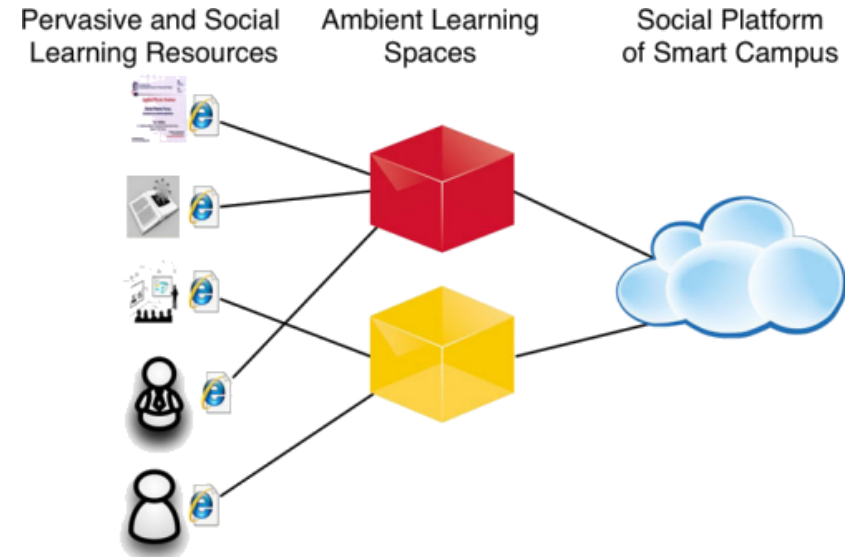 Pervasive and Social
Learning Resources
Ambient Learning
Spaces
Social Platform
of Smart Campus